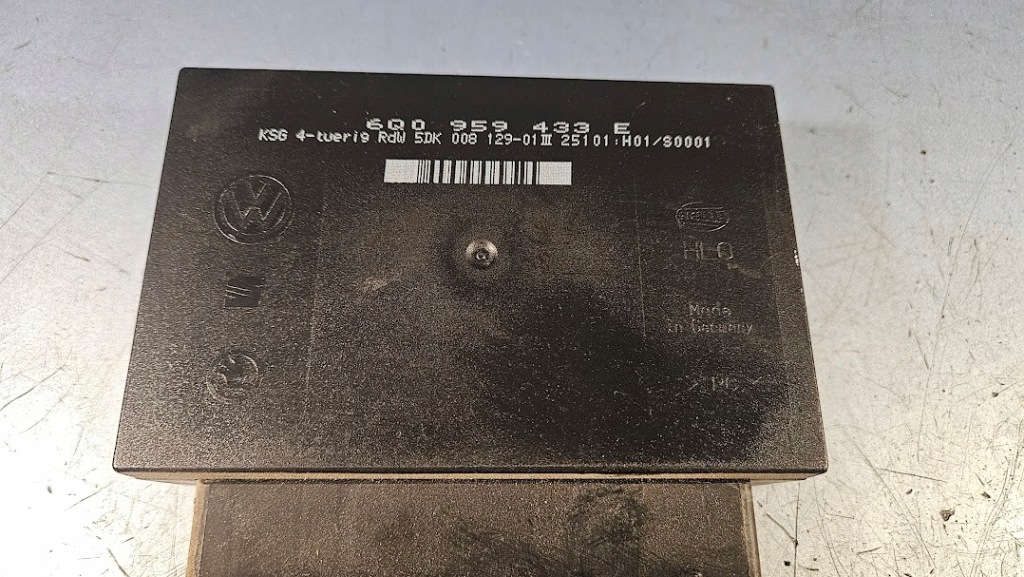 6Q0 959 433 E
KSG 4-tuerig RdW 5DK 008 129-01 III 25101:H01/S0001
HELLA
HLO
Made
in Germany